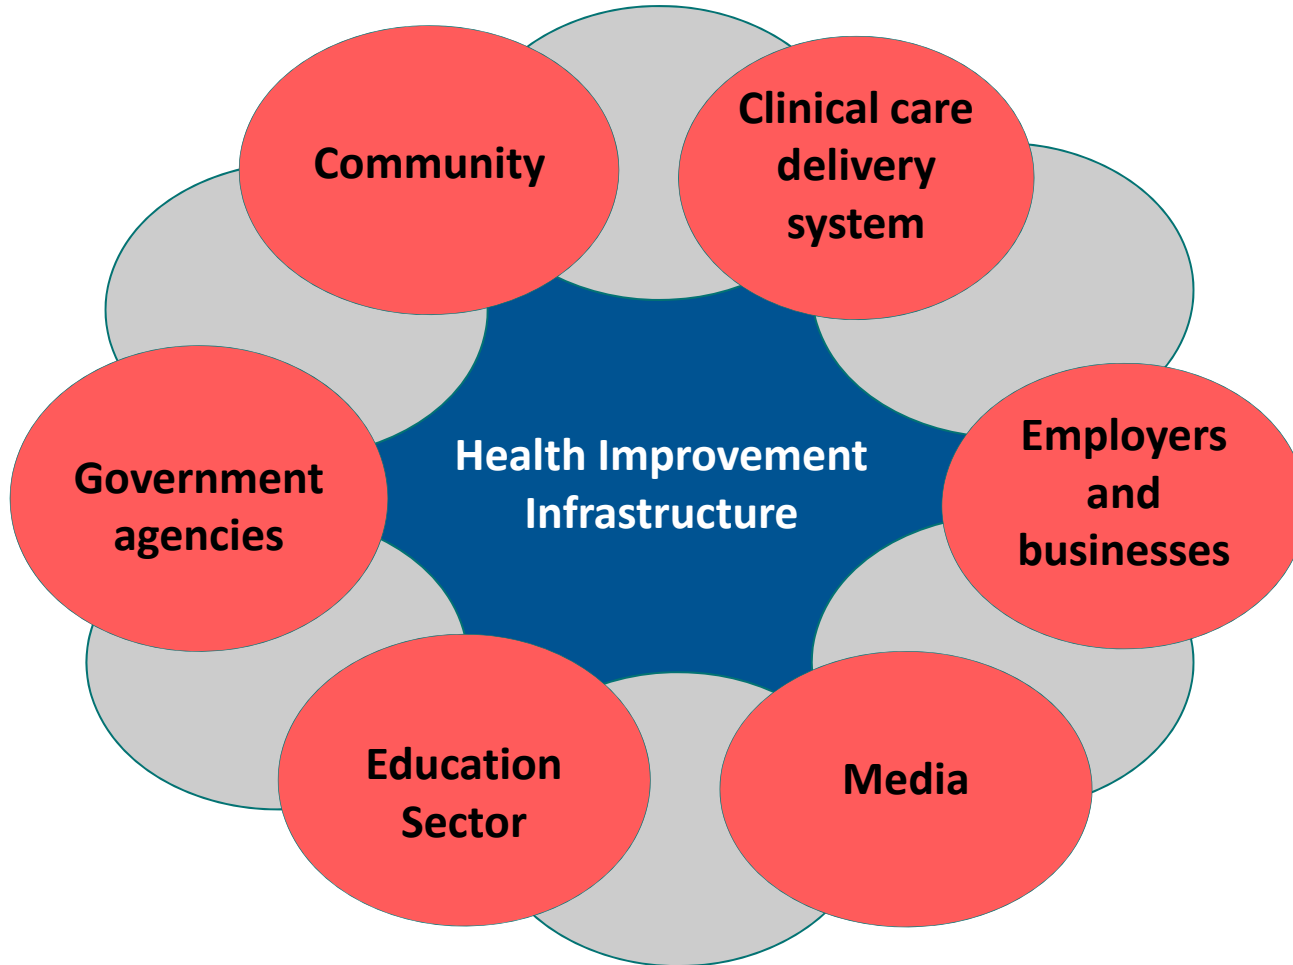 Community
Clinical care
delivery
system
Government
agencies
Health Improvement
Infrastructure
Employers
and
businesses
Education
Sector
Media